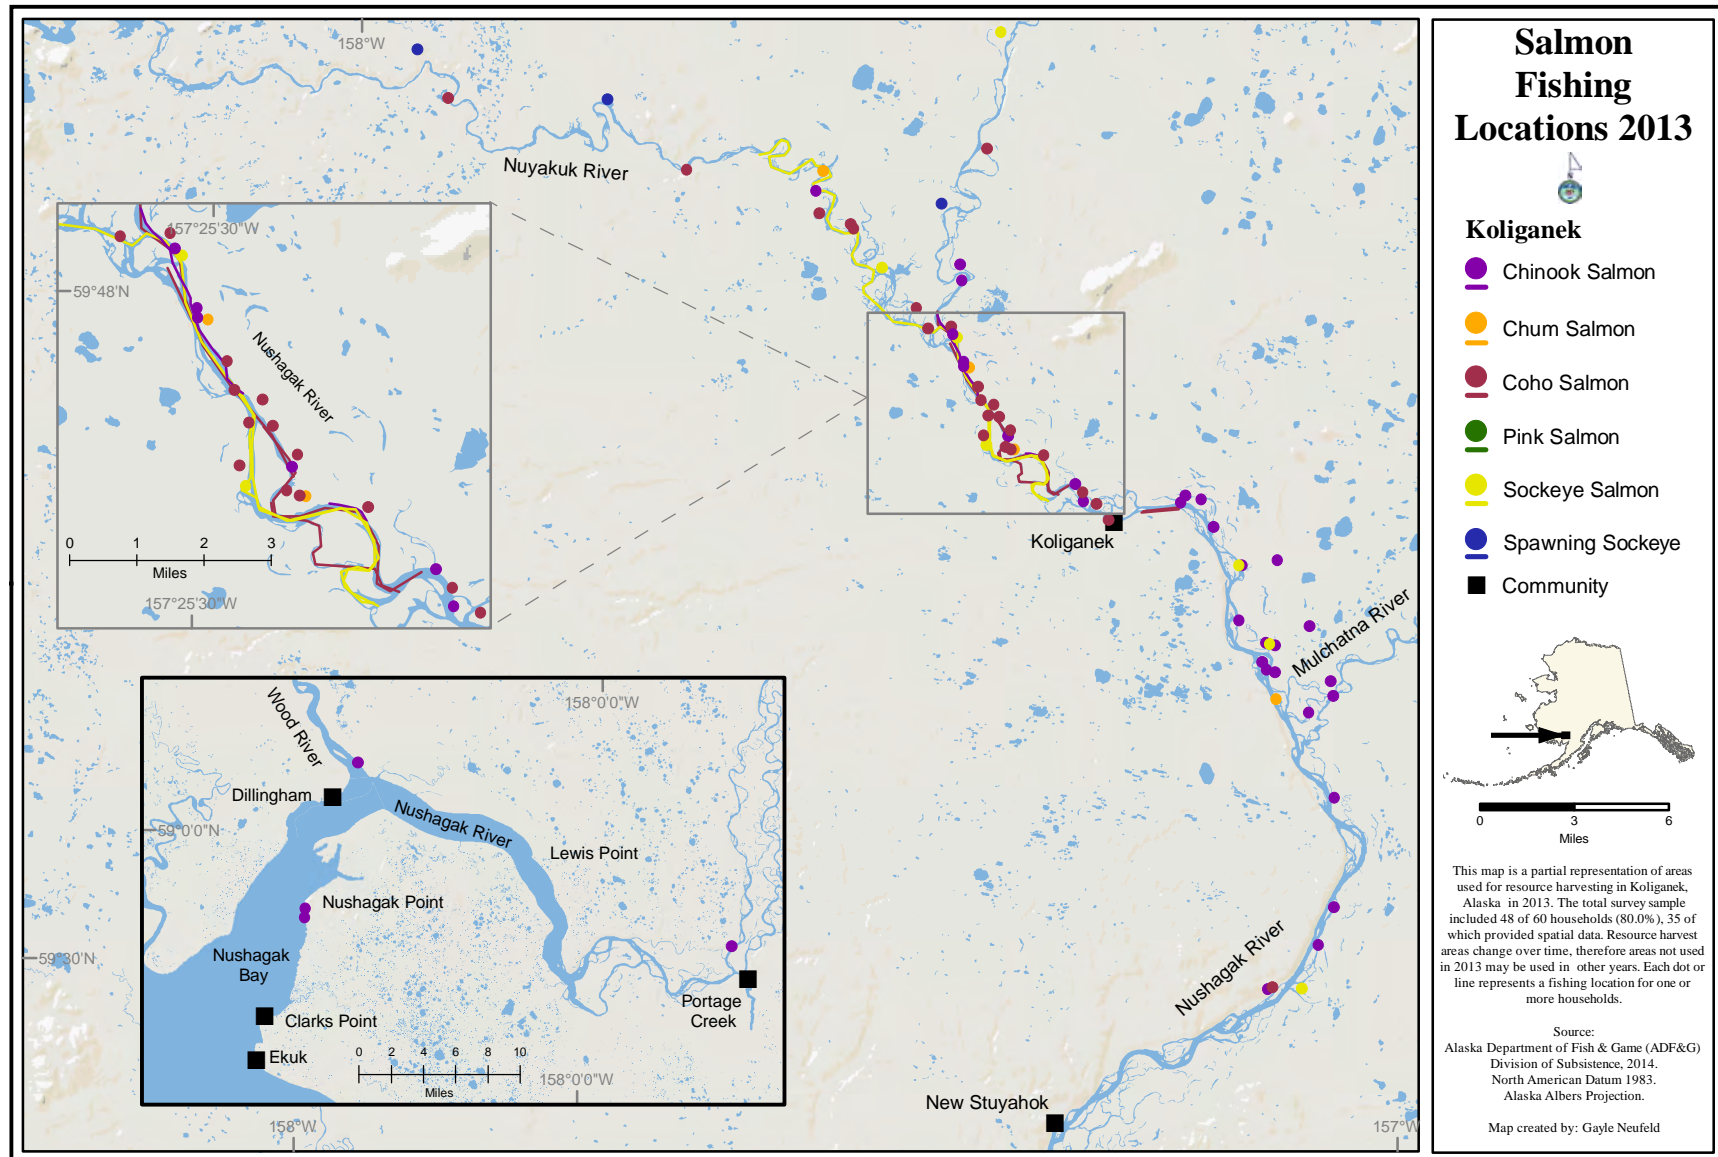 158°W
Nuyakuk River
157°25'30"W
59°48'N
Nushagak River
0 1 2 3
Miles
157°25'30"W
Koliganek
Mulchatna River
Wood River
158°0'0"W
Dillingham
Nushagak River
59°0'0"N
Lewis Point
Nushagak Point
Nushagak
Bay
59°30'N
Portage
Creek
Clarks Point
Ekuk
0 2 4 6 8 10
Miles
158°0'0"W
Nushagak River
New Stuyahok
158°W
157°W
Salmon
Fishing
Locations 2013
Koliganek
Chinook Salmon
Chum Salmon
Coho Salmon
Pink Salmon
Sockeye Salmon
Spawning Sockeye
Community
0 3 6
Miles
This map is a partial representation of areas
used for resource harvesting in Koliganek,
Alaska in 2013. The total survey sample
included 48 of 60 households (80.0%), 35 of
which provided spatial data. Resource harvest
areas change over time, therefore areas not used
in 2013 may be used in other years. Each dot or
line represents a fishing location for one or
more households.
Source:
Alaska Department of Fish & Game (ADF&G)
Division of Subsistence, 2014.
North American Datum 1983.
Alaska Albers Projection.
Map created by: Gayle Neufeld